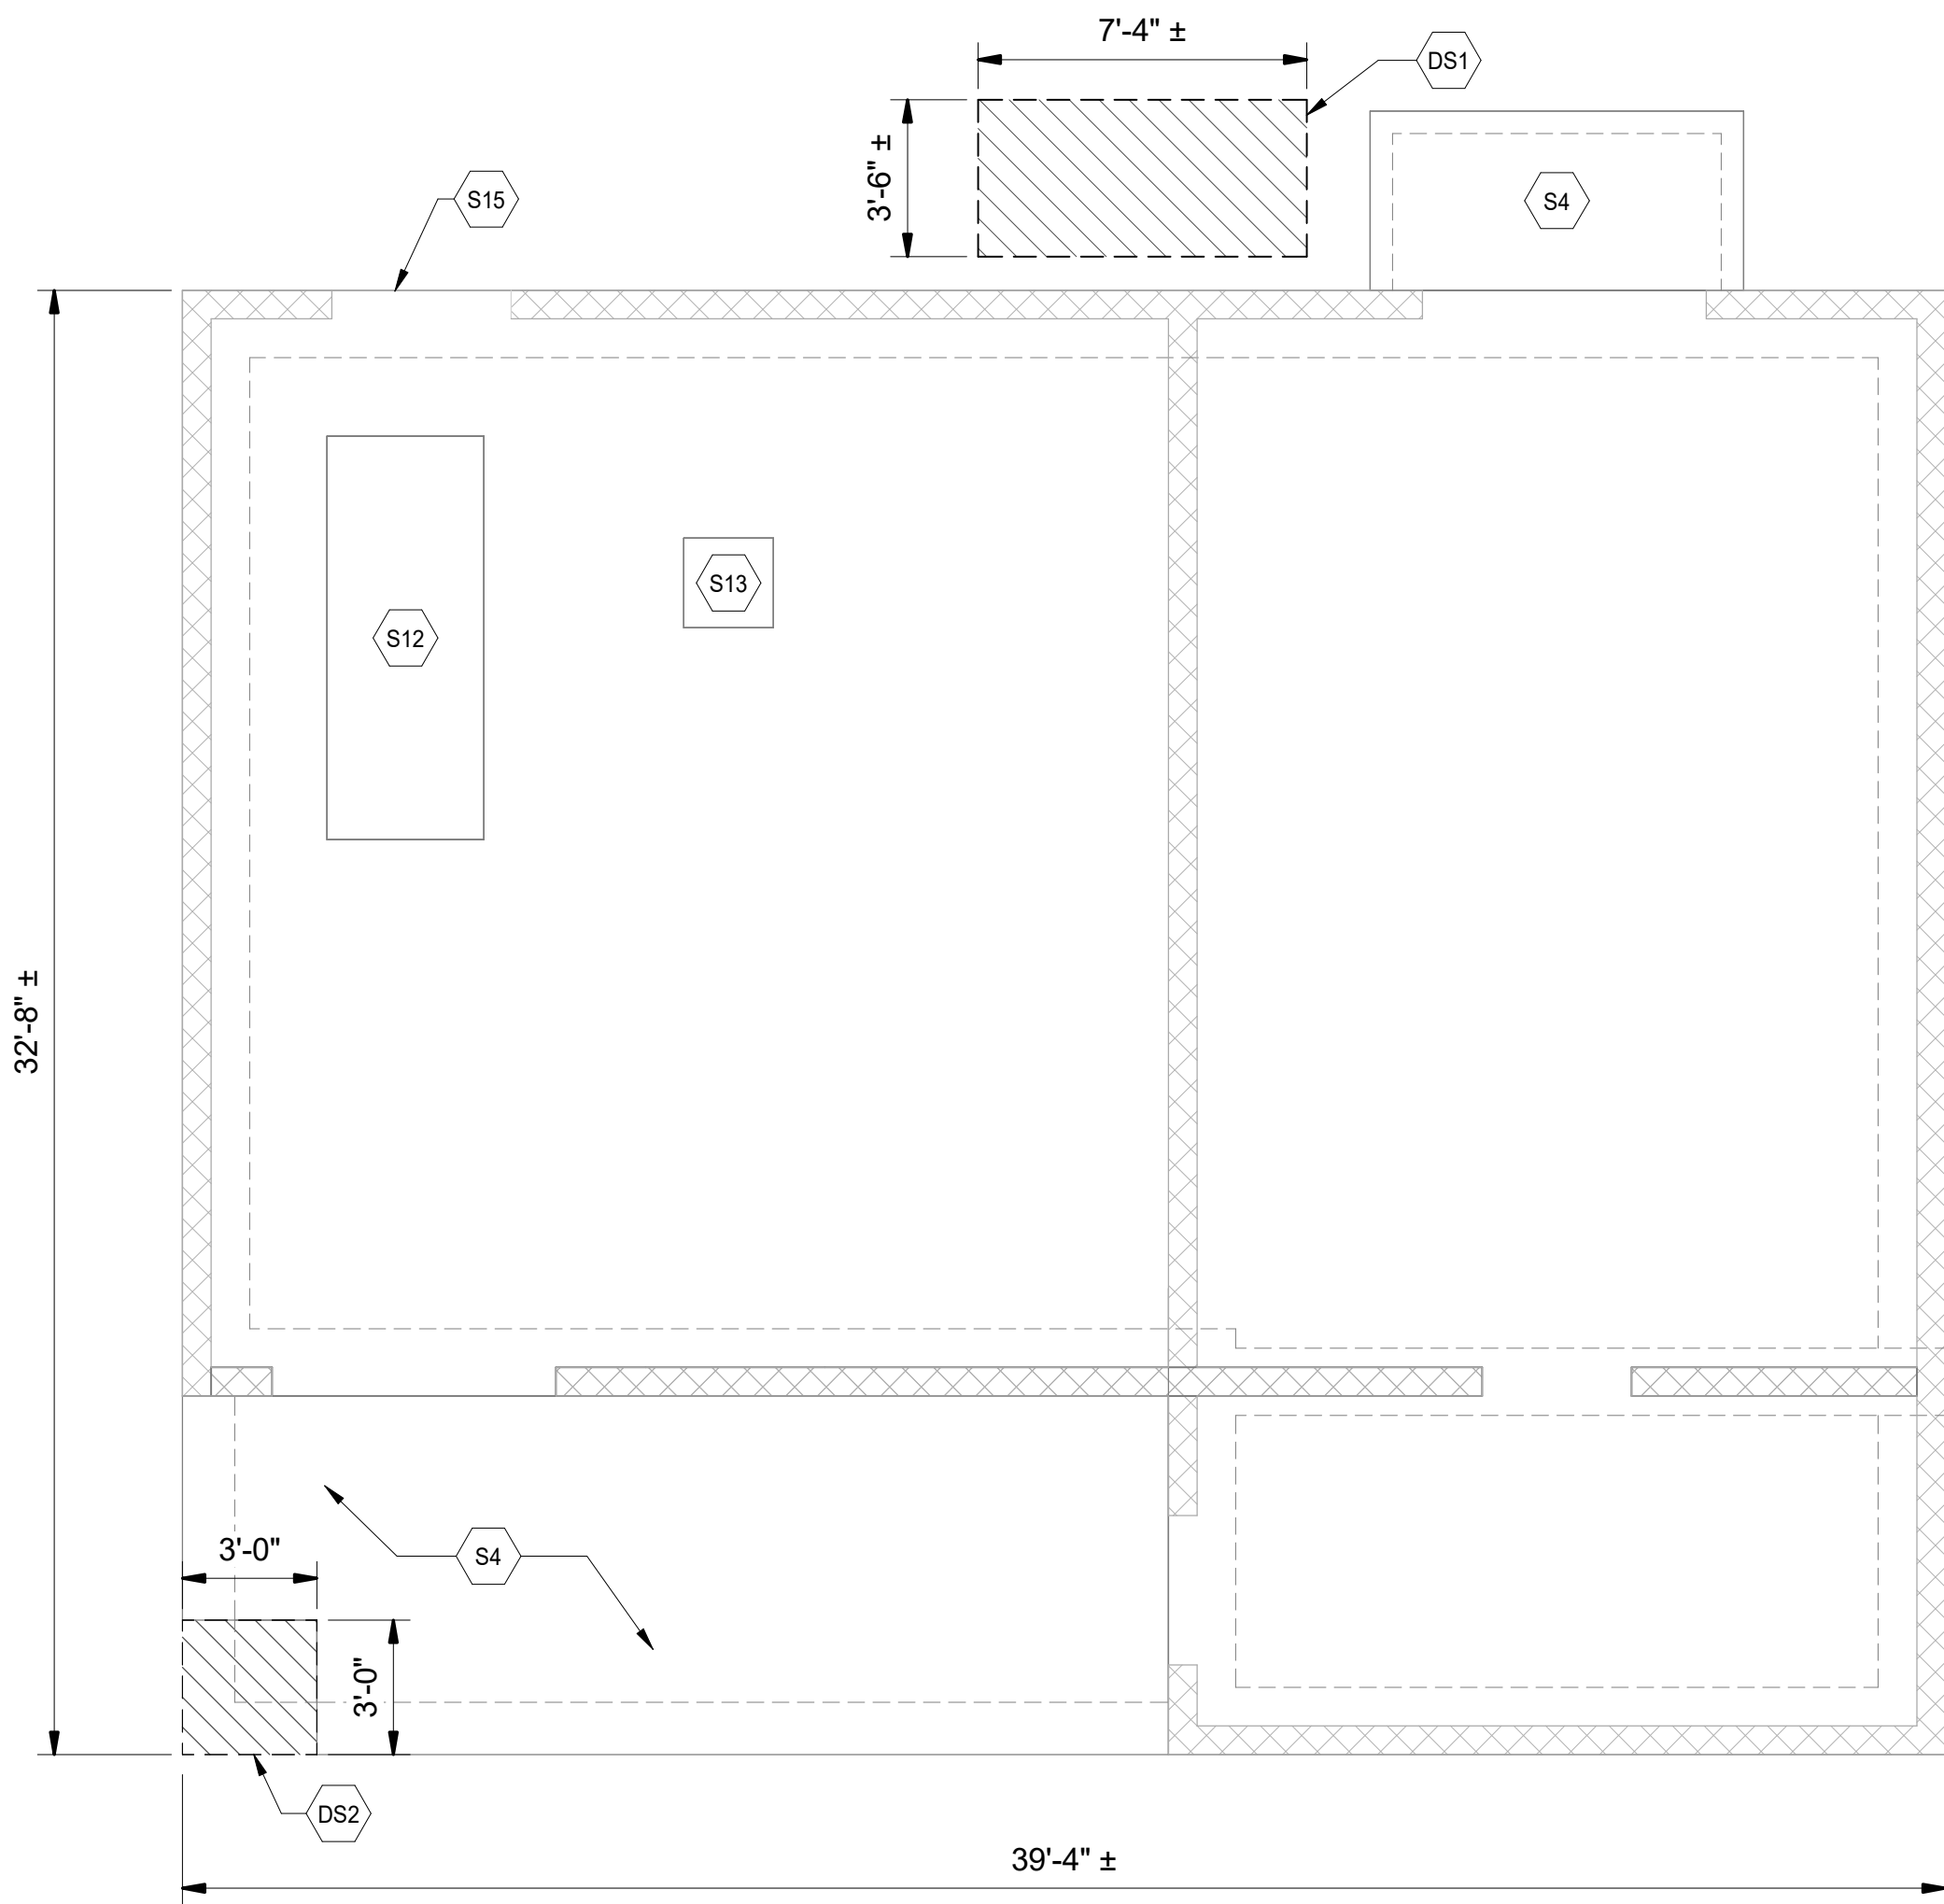 7'-4" ±
DS1
3'-6" ±
S15
S4
S13
S12
32'-8" ±
3'-0"
S4
3'-0"
DS2
39'-4" ±